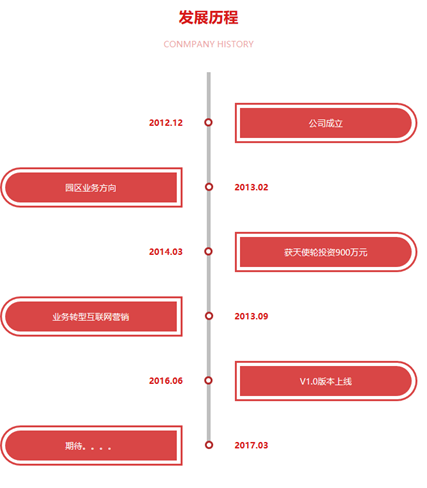 发展历程
CONMPANY HISTORY
2012.12
公司成立
园区业务方向
2013.02
2014.03
获天使轮投资900万元
业务转型互联网营销
2013.09
2016.06
V1.0版本上线
期待。。。。
2017.03